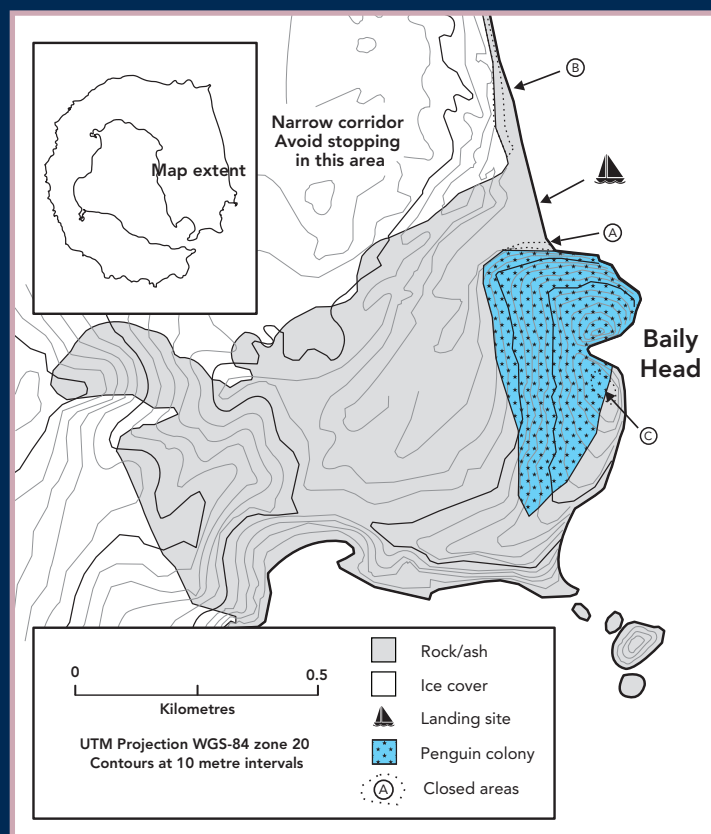 B
Narrow corridor
Avoid stopping
in this area
Map extent
A
Baily
Head
C
0
0.5
Kilometres
UTM Projection WGS-84 zone 20
Contours at 10 metre intervals
Rock/ash
Ice cover
Landing site
Penguin colony
A
Closed areas